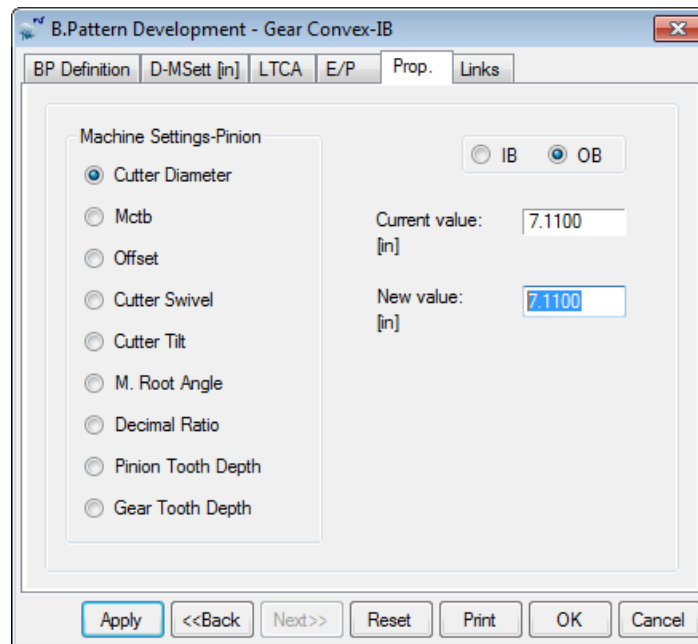 B.Pattern Development - Gear Convex-IB
BP Definition D-MSett [in] LTCA E/P Prop. Links
Machine Settings-Pinion
Cutter Diameter
Mctb
Offset
Cutter Swivel
Cutter Tilt
M. Root Angle
Decimal Ratio
Pinion Tooth Depth
Gear Tooth Depth
IB OB
Current value: 7.1100
[in]
New value: 7.1100
[in]
Apply <<Back Next>> Reset Print OK Cancel